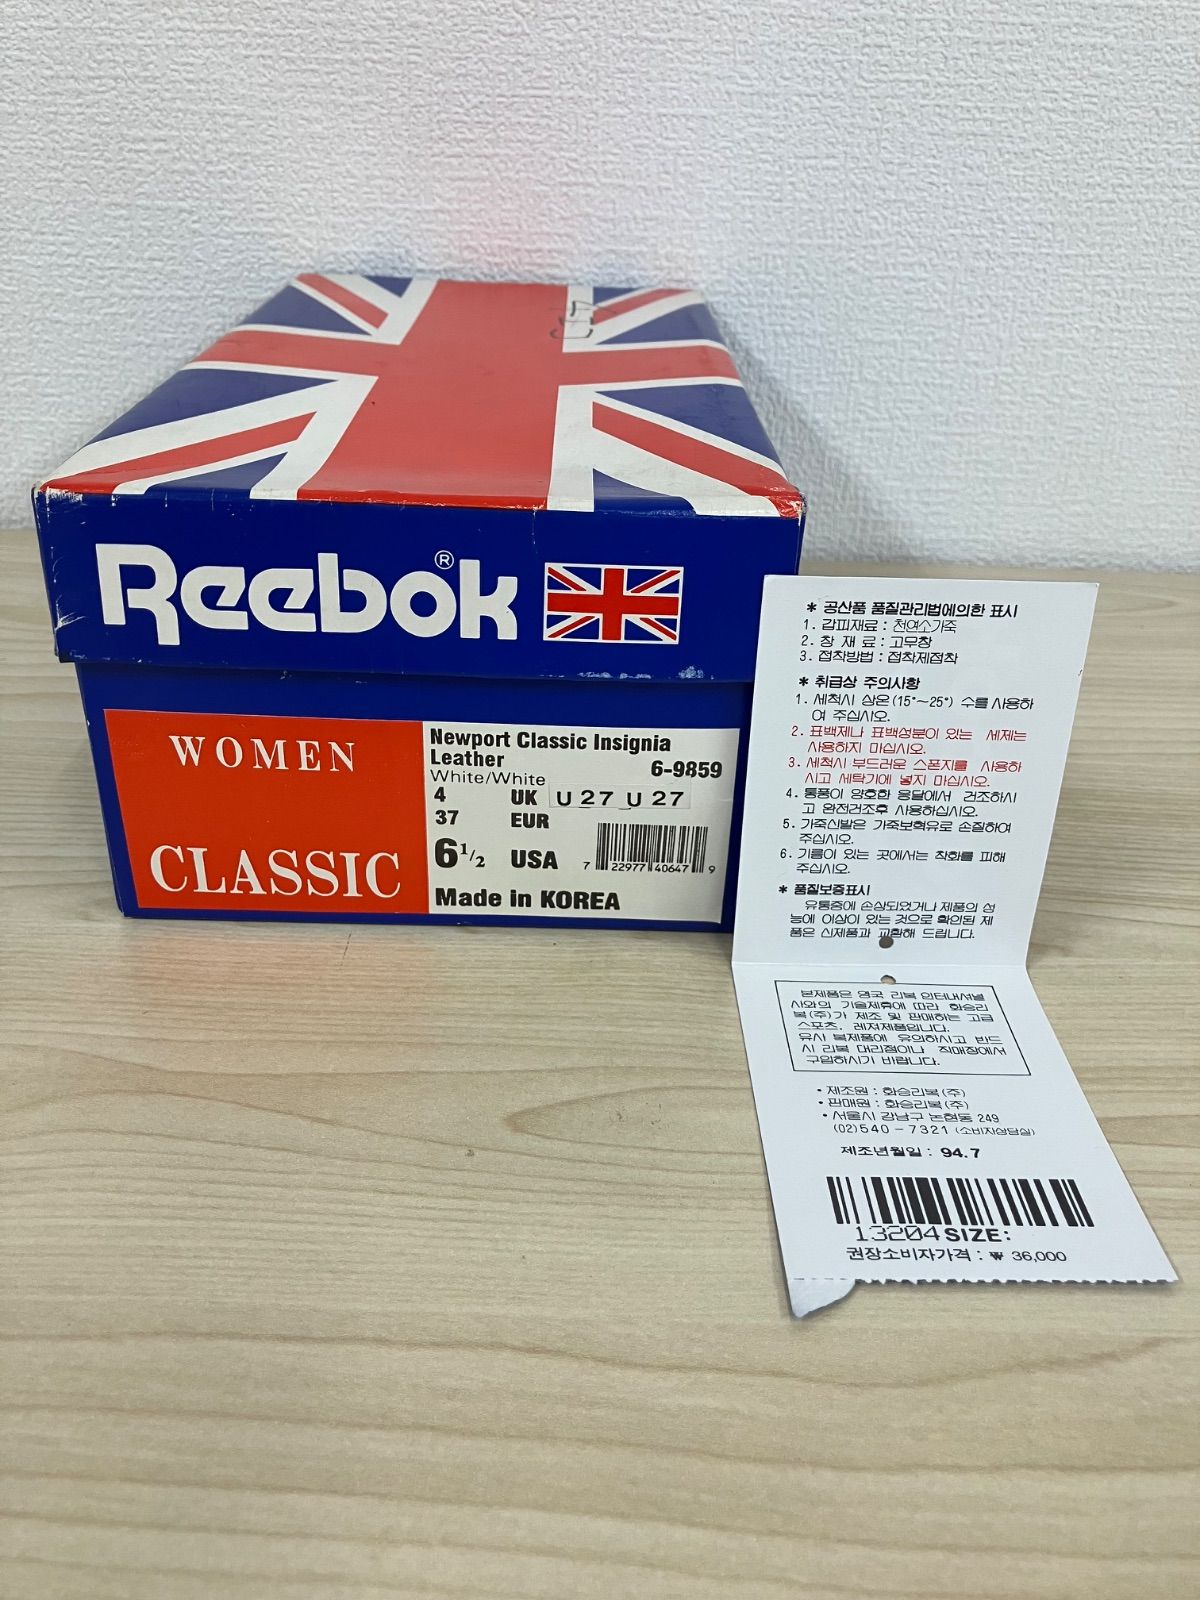 Reebok®
WOMEN
CLASSIC
Newport Classic Insignia
Leather 6-9859
White/White
4 UK U 27 U 27
37 EUR
6 1/2 USA
7 22977 40647 9
Made in KOREA
* 공산품 품질관리법에의한 표시
1. 갑피재료 : 천연소가죽
2. 창 재 료 : 고무창
3. 접착방법 : 접착제접착
* 취급상 주의사항
1. 세척시 상온(15°~25°) 수를 사용하
여 주십시오.
2. 표백제나 표백성분이 있는 세제는
사용하지 마십시오.
3. 세척시 부드러운 스폰지를 사용하
시고 세탁기에 넣지 마십시오.
4. 통풍이 양호한 응달에서 건조하시
고 완전건조후 사용하십시오.
5. 가죽신발은 가죽보혁유로 손질하여
주십시오.
6. 기름이 있는 곳에서는 착화를 피해
주십시오.
* 품질보증표시
유통중에 손상되었거나 제품의 성
능에 이상이 있는 것으로 확인된 제
품은 신제품과 교환해 드립니다.
본제품은 영국 리복 인터내셔널
사와의 기술제휴에 따라 화승리
복(주)가 제조 및 판매하는 고급
스포츠, 레져제품입니다.
유사 복제품에 유의하시고 반드
시 리복 대리점이나 직매장에서
구입하시기 바랍니다.
• 제조원 : 화승리복(주)
• 판매원 : 화승리복(주)
• 서울시 강남구 논현동 249
(02)540-7321 (소비자상담실)
제조년월일 : 94.7
13204 SIZE:
권장소비자가격 : ₩ 36,000